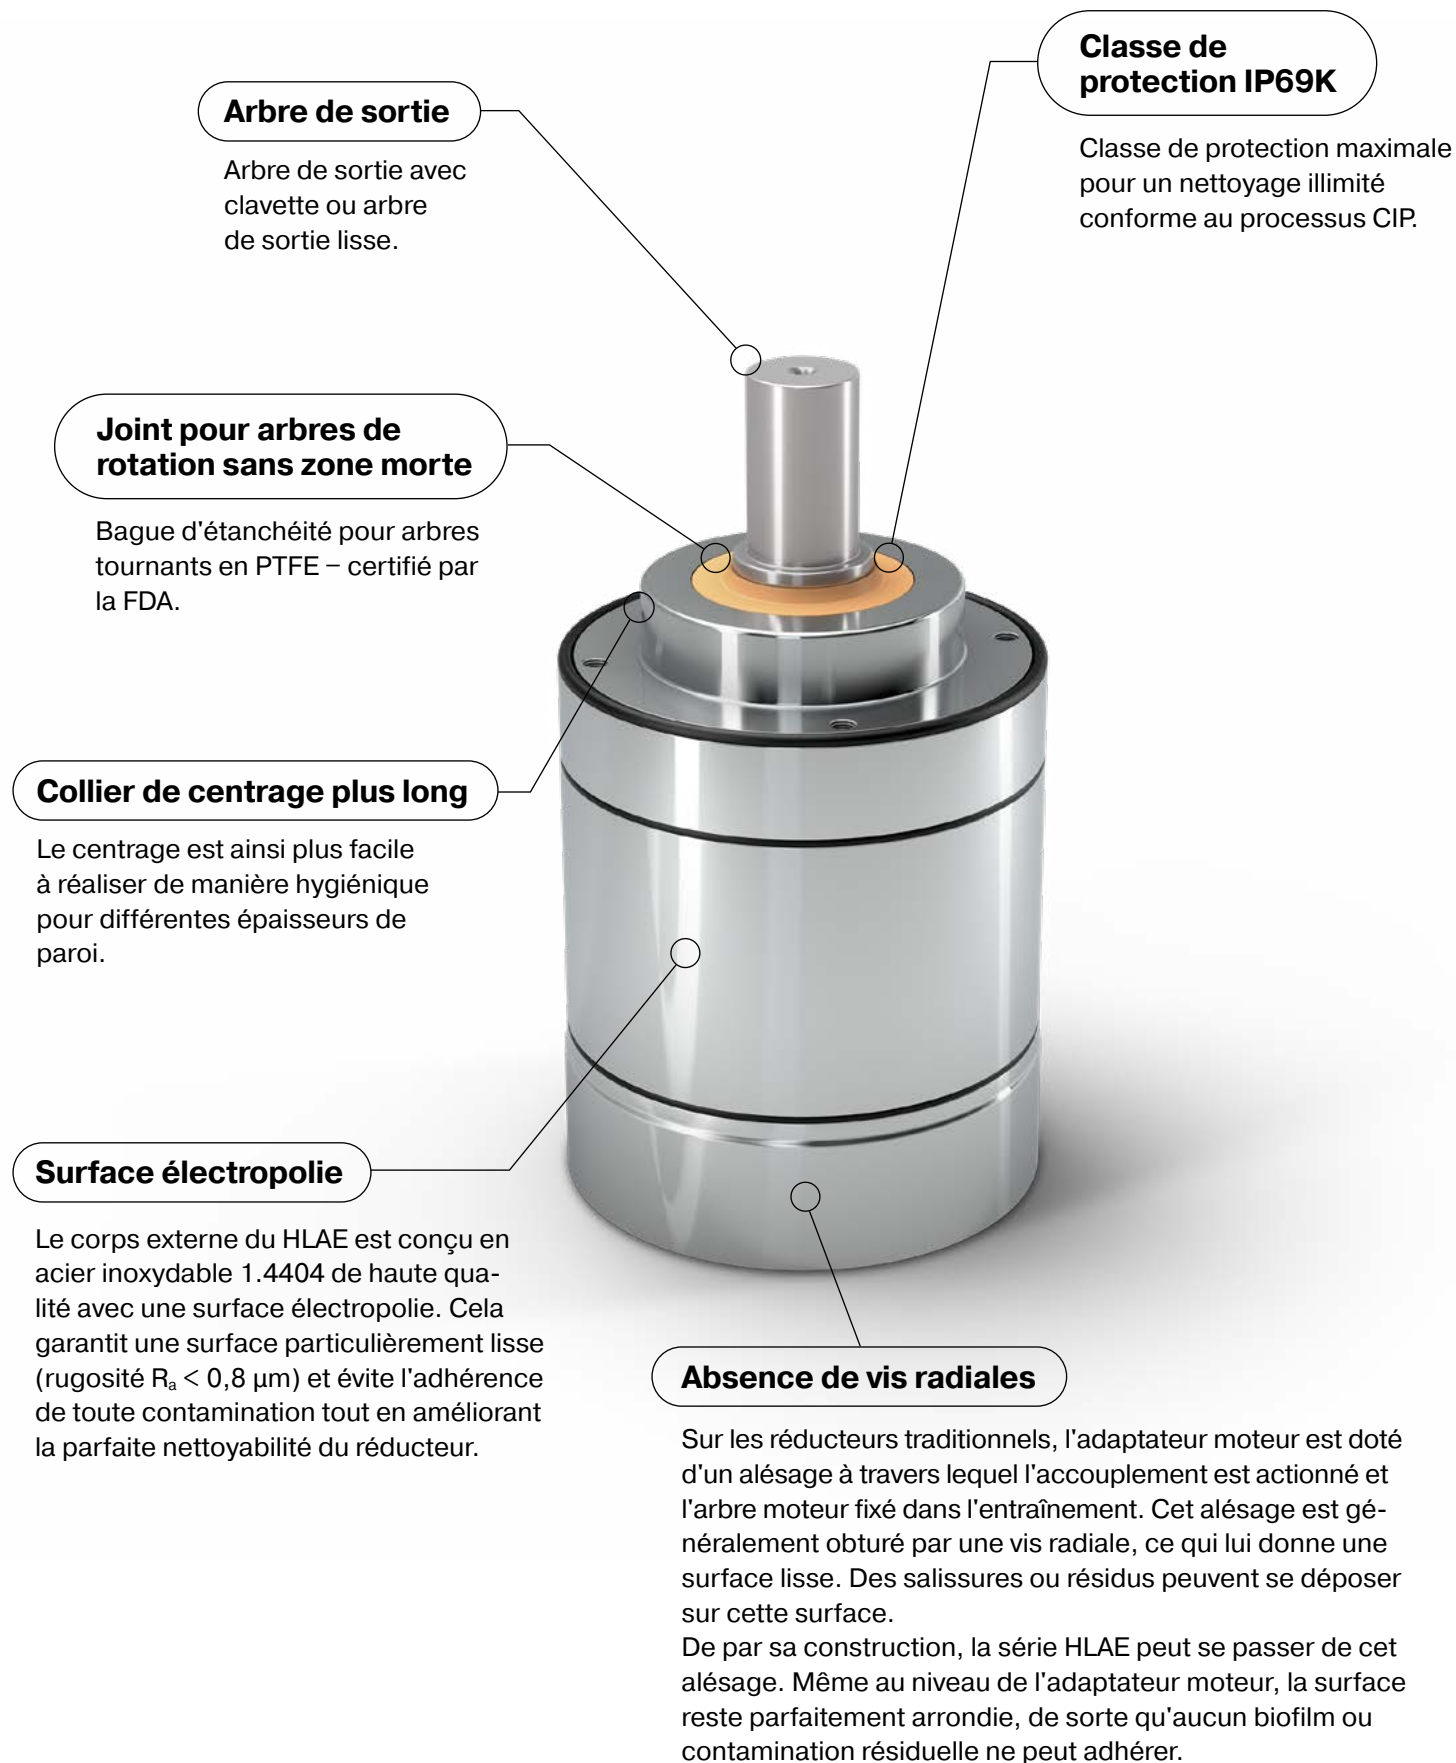 Classe de
protection IP69K
Classe de protection maximale
pour un nettoyage illimité
conforme au processus CIP.
Arbre de sortie
Arbre de sortie avec
clavette ou arbre
de sortie lisse.
Joint pour arbres de
rotation sans zone morte
Bague d'étanchéité pour arbres
tournants en PTFE – certifié par
la FDA.
Collier de centrage plus long
Le centrage est ainsi plus facile
à réaliser de manière hygiénique
pour différentes épaisseurs de
paroi.
Surface électropolie
Le corps externe du HLAE est conçu en
acier inoxydable 1.4404 de haute qua-
lité avec une surface électropolie. Cela
garantit une surface particulièrement lisse
(rugosité Rₐ < 0,8 µm) et évite l'adhérence
de toute contamination tout en améliorant
la parfaite nettoyabilité du réducteur.
Absence de vis radiales
Sur les réducteurs traditionnels, l'adaptateur moteur est doté
d'un alésage à travers lequel l'accouplement est actionné et
l'arbre moteur fixé dans l'entraînement. Cet alésage est gé-
néralement obturé par une vis radiale, ce qui lui donne une
surface lisse. Des salissures ou résidus peuvent se déposer
sur cette surface.
De par sa construction, la série HLAE peut se passer de cet
alésage. Même au niveau de l'adaptateur moteur, la surface
reste parfaitement arrondie, de sorte qu'aucun biofilm ou
contamination résiduelle ne peut adhérer.